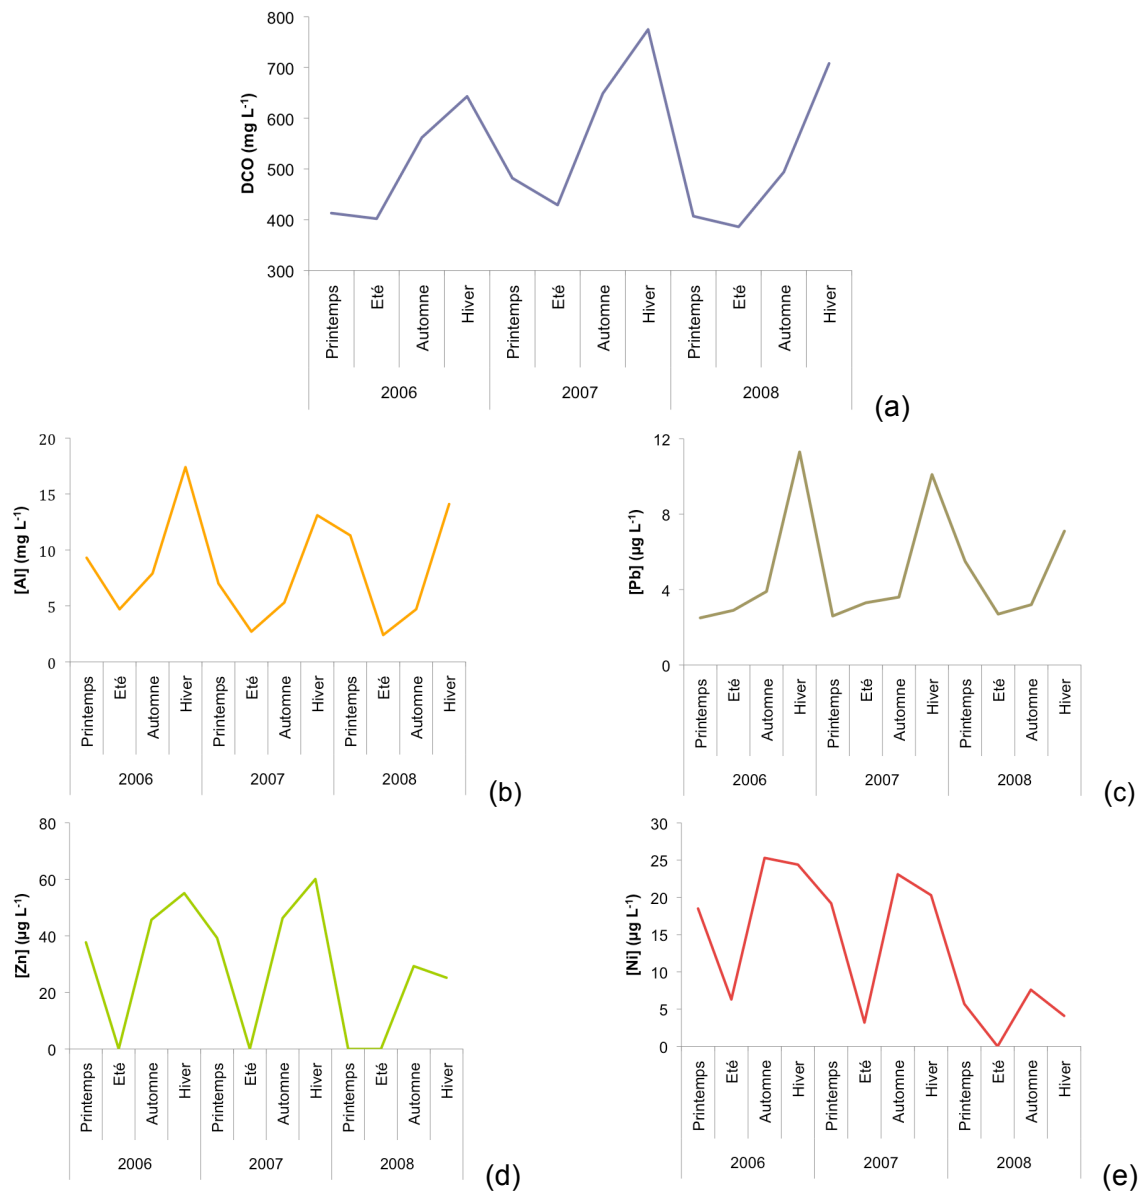 800
700
600
500
400
300
DCO (mg L-1)
Printemps
Eté
Automne
Hiver
Printemps
Eté
Automne
Hiver
Printemps
Eté
Automne
Hiver
2006
2007
2008
(a)
20
15
10
5
0
[Al] (mg L-1)
Printemps
Eté
Automne
Hiver
Printemps
Eté
Automne
Hiver
Printemps
Eté
Automne
Hiver
2006
2007
2008
(b)
12
8
4
0
[Pb] (µg L-1)
Printemps
Eté
Automne
Hiver
Printemps
Eté
Automne
Hiver
Printemps
Eté
Automne
Hiver
2006
2007
2008
(c)
80
60
40
20
0
[Zn] (µg L-1)
Printemps
Eté
Automne
Hiver
Printemps
Eté
Automne
Hiver
Printemps
Eté
Automne
Hiver
2006
2007
2008
(d)
30
25
20
15
10
5
0
[Ni] (µg L-1)
Printemps
Eté
Automne
Hiver
Printemps
Eté
Automne
Hiver
Printemps
Eté
Automne
Hiver
2006
2007
2008
(e)